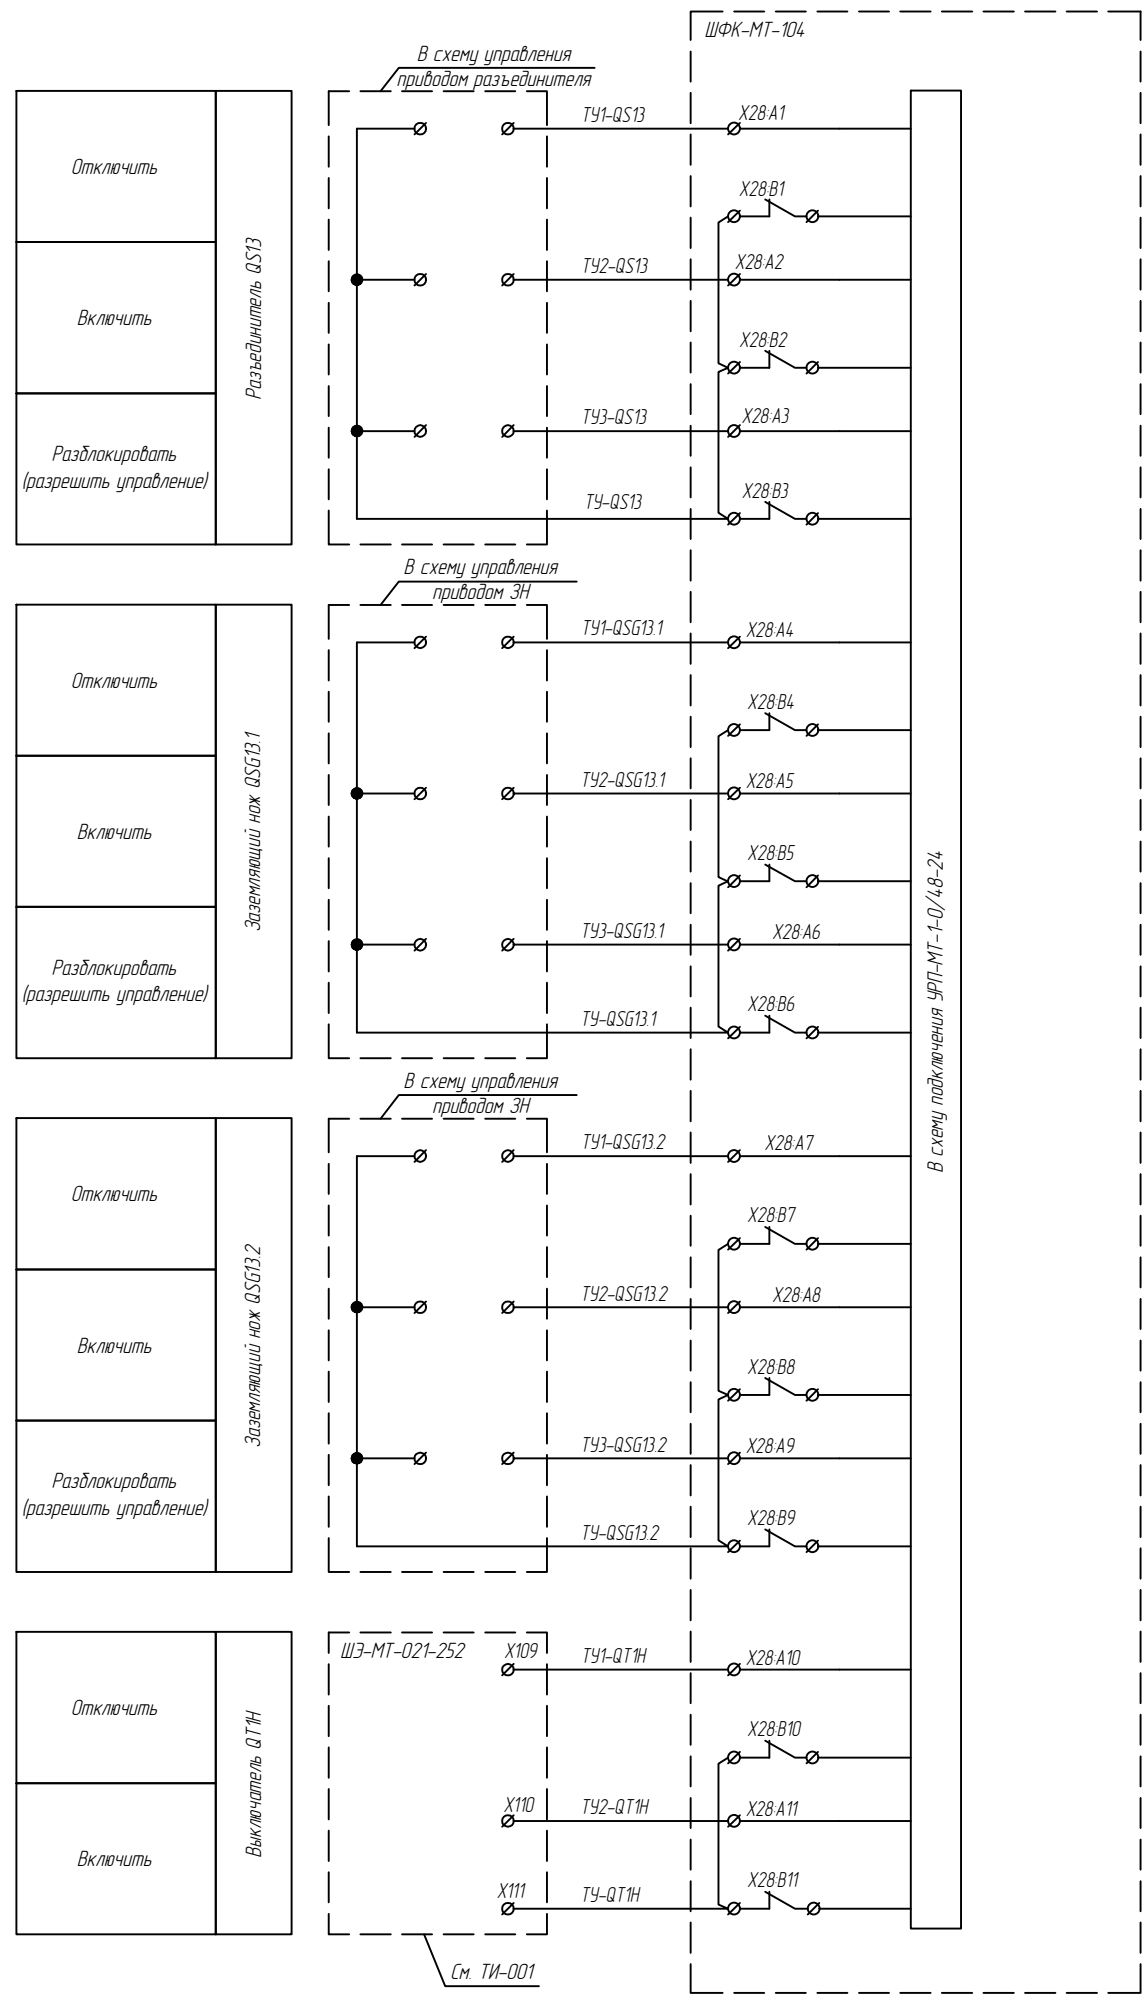 ШФК-МТ-104
В схему управления
приводом разъединителя
Отключить
Включить
Разблокировать
(разрешить управление)
Разъединитель QS13
ТУ1-QS13
X28:A1
X28:B1
ТУ2-QS13
X28:A2
X28:B2
ТУ3-QS13
X28:A3
X28:B3
ТУ-QS13
В схему управления
приводом ЗН
Отключить
Включить
Разблокировать
(разрешить управление)
Заземляющий нож QSG13.1
ТУ1-QSG13.1
X28:A4
X28:B4
ТУ2-QSG13.1
X28:A5
X28:B5
ТУ3-QSG13.1
X28:A6
X28:B6
ТУ-QSG13.1
В схему подключения УРП-МТ-1-0/48-24
В схему управления
приводом ЗН
Отключить
Включить
Разблокировать
(разрешить управление)
Заземляющий нож QSG13.2
ТУ1-QSG13.2
X28:A7
X28:B7
ТУ2-QSG13.2
X28:A8
X28:B8
ТУ3-QSG13.2
X28:A9
X28:B9
ТУ-QSG13.2
Отключить
Включить
Выключатель QT1H
ШЭ-МТ-021-252
X109
ТУ1-QT1H
X28:A10
X28:B10
X110
ТУ2-QT1H
X28:A11
X28:B11
X111
ТУ-QT1H
См. ТИ-001